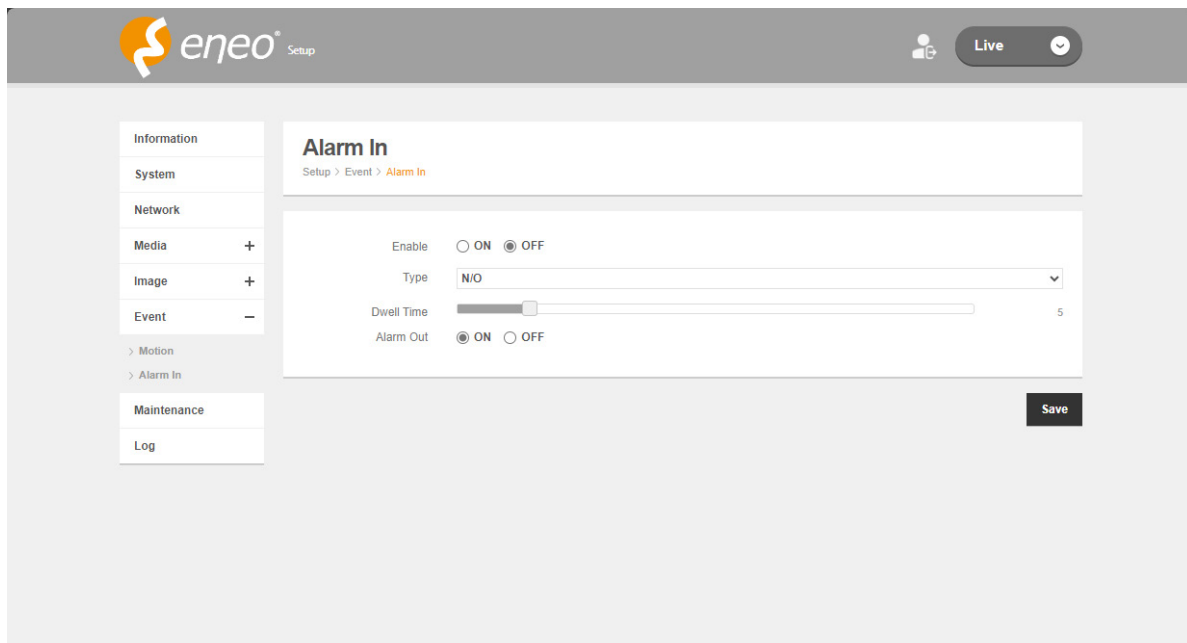 eneo® Setup
Live
Information
System
Network
Media +
Image +
Event −
> Motion
> Alarm In
Maintenance
Log
Alarm In
Setup > Event > Alarm In
Enable ON OFF
Type N/O
Dwell Time 5
Alarm Out ON OFF
Save